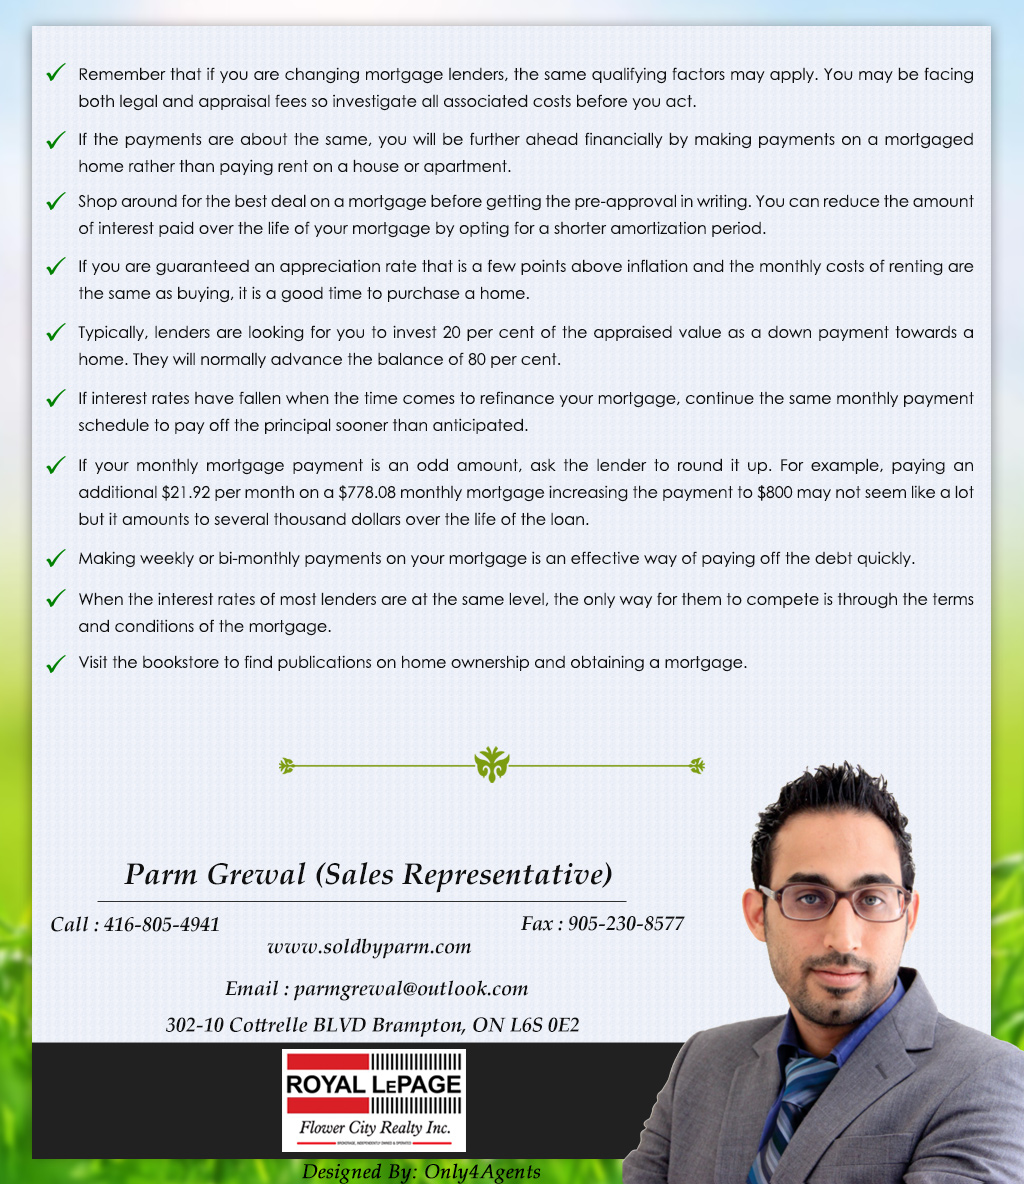 Remember that if you are changing mortgage lenders, the same qualifying factors may apply. You may be facing
both legal and appraisal fees so investigate all associated costs before you act.
If the payments are about the same, you will be further ahead financially by making payments on a mortgaged
home rather than paying rent on a house or apartment.
Shop around for the best deal on a mortgage before getting the pre-approval in writing. You can reduce the amount
of interest paid over the life of your mortgage by opting for a shorter amortization period.
If you are guaranteed an appreciation rate that is a few points above inflation and the monthly costs of renting are
the same as buying, it is a good time to purchase a home.
Typically, lenders are looking for you to invest 20 per cent of the appraised value as a down payment towards a
home. They will normally advance the balance of 80 per cent.
If interest rates have fallen when the time comes to refinance your mortgage, continue the same monthly payment
schedule to pay off the principal sooner than anticipated.
If your monthly mortgage payment is an odd amount, ask the lender to round it up. For example, paying an
additional $21.92 per month on a $778.08 monthly mortgage increasing the payment to $800 may not seem like a lot
but it amounts to several thousand dollars over the life of the loan.
Making weekly or bi-monthly payments on your mortgage is an effective way of paying off the debt quickly.
When the interest rates of most lenders are at the same level, the only way for them to compete is through the terms
and conditions of the mortgage.
Visit the bookstore to find publications on home ownership and obtaining a mortgage.
Parm Grewal (Sales Representative)
Call : 416-805-4941
Fax : 905-230-8577
www.soldbyparm.com
Email : parmgrewal@outlook.com
302-10 Cottrelle BLVD Brampton, ON L6S 0E2
ROYAL LEPAGE
Flower City Realty Inc.
BROKERAGE, INDEPENDENTLY OWNED & OPERATED
Designed By: Only4Agents